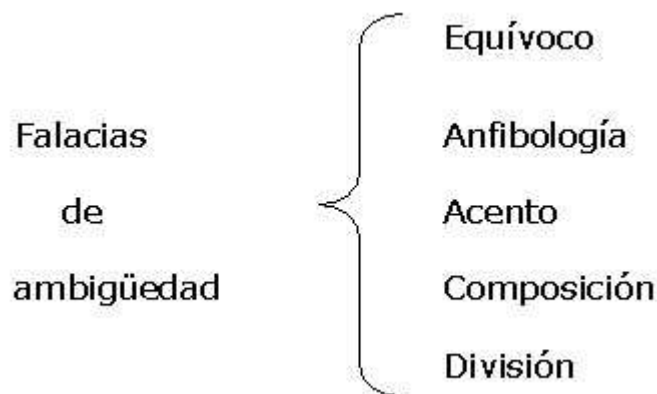 Falacias
de
ambigüedad
Equívoco
Anfibología
Acento
Composición
División